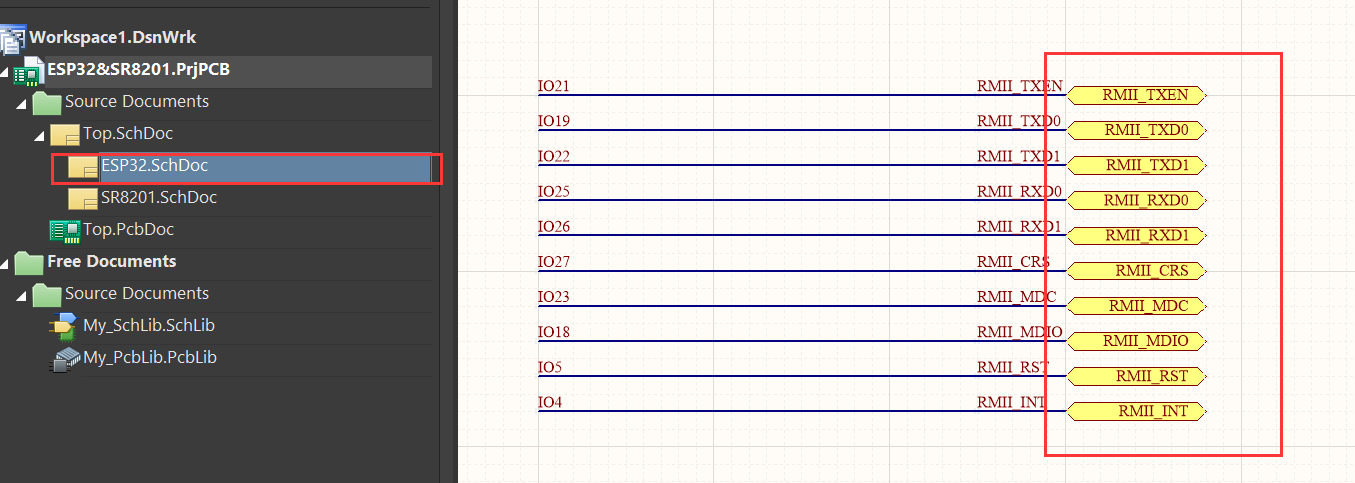 Workspace1.DsnWrk
ESP32&SR8201.PrjPCB
Source Documents
Top.SchDoc
ESP32.SchDoc
SR8201.SchDoc
Top.PcbDoc
Free Documents
Source Documents
My_SchLib.SchLib
My_PcbLib.PcbLib
IO21 RMII_TXEN RMII_TXEN
IO19 RMII_TXD0 RMII_TXD0
IO22 RMII_TXD1 RMII_TXD1
IO25 RMII_RXD0 RMII_RXD0
IO26 RMII_RXD1 RMII_RXD1
IO27 RMII_CRS RMII_CRS
IO23 RMII_MDC RMII_MDC
IO18 RMII_MDIO RMII_MDIO
IO5 RMII_RST RMII_RST
IO4 RMII_INT RMII_INT